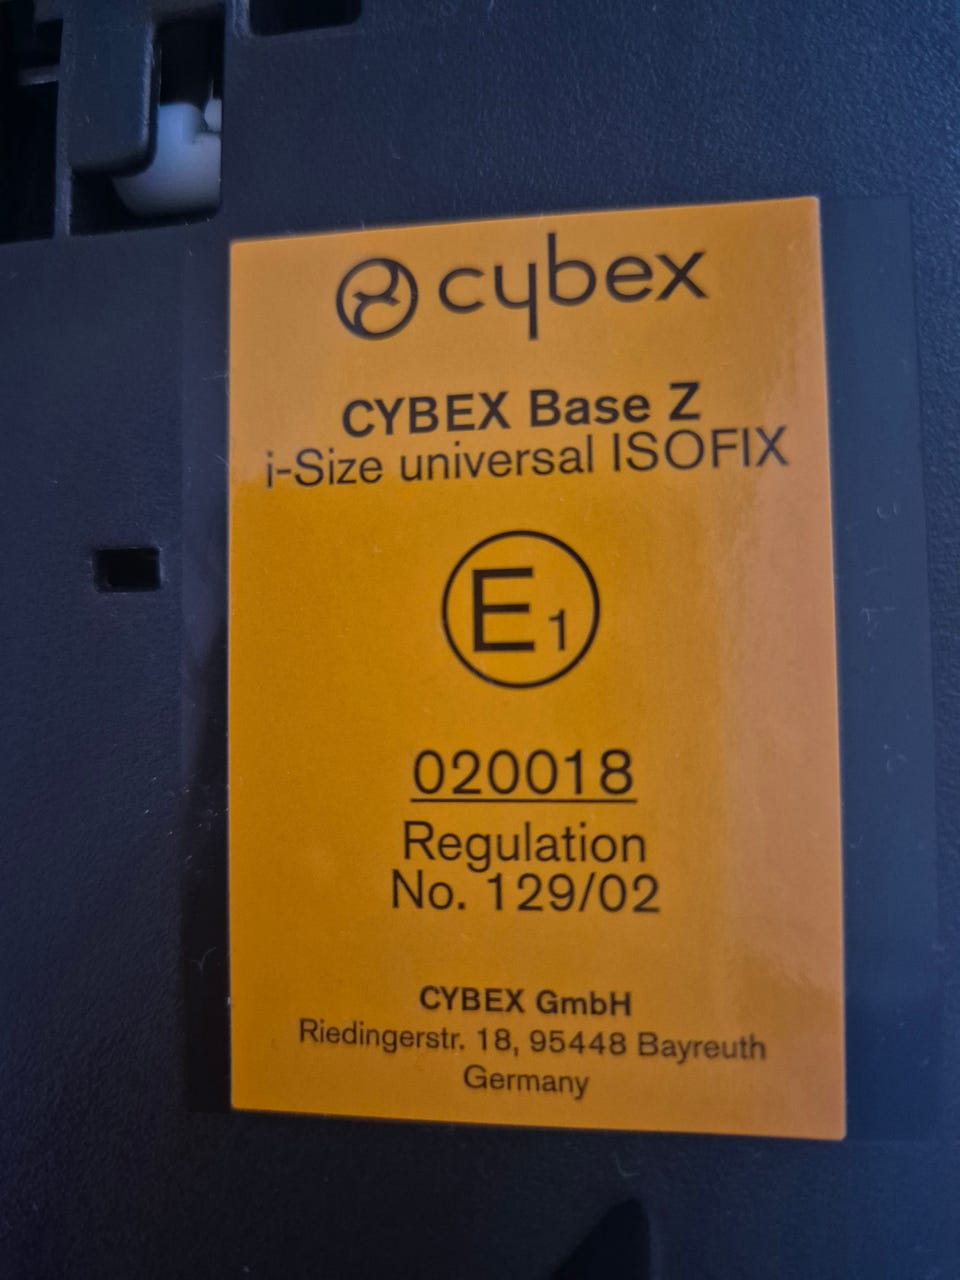 cybex
CYBEX Base Z
i-Size universal ISOFIX
E1
020018
Regulation
No. 129/02
CYBEX GmbH
Riedingerstr. 18, 95448 Bayreuth
Germany